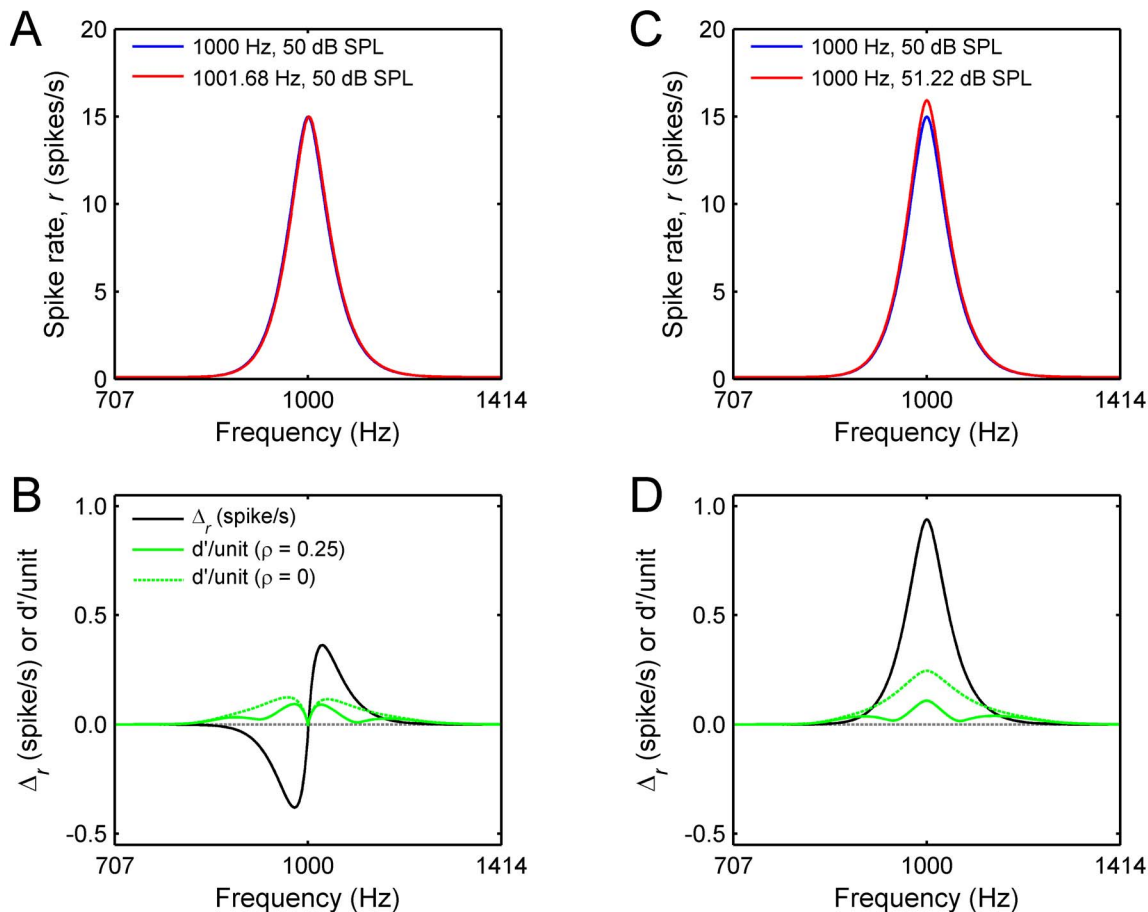 A
20
15
10
5
0
Spike rate, r (spikes/s)
1000 Hz, 50 dB SPL
1001.68 Hz, 50 dB SPL
707
1000
1414
Frequency (Hz)
C
20
15
10
5
0
Spike rate, r (spikes/s)
1000 Hz, 50 dB SPL
1000 Hz, 51.22 dB SPL
707
1000
1414
Frequency (Hz)
B
1.0
0.5
0.0
-0.5
Δr (spike/s) or d'/unit
Δr (spike/s)
d'/unit (ρ = 0.25)
d'/unit (ρ = 0)
707
1000
1414
Frequency (Hz)
D
1.0
0.5
0.0
-0.5
Δr (spike/s) or d'/unit
707
1000
1414
Frequency (Hz)